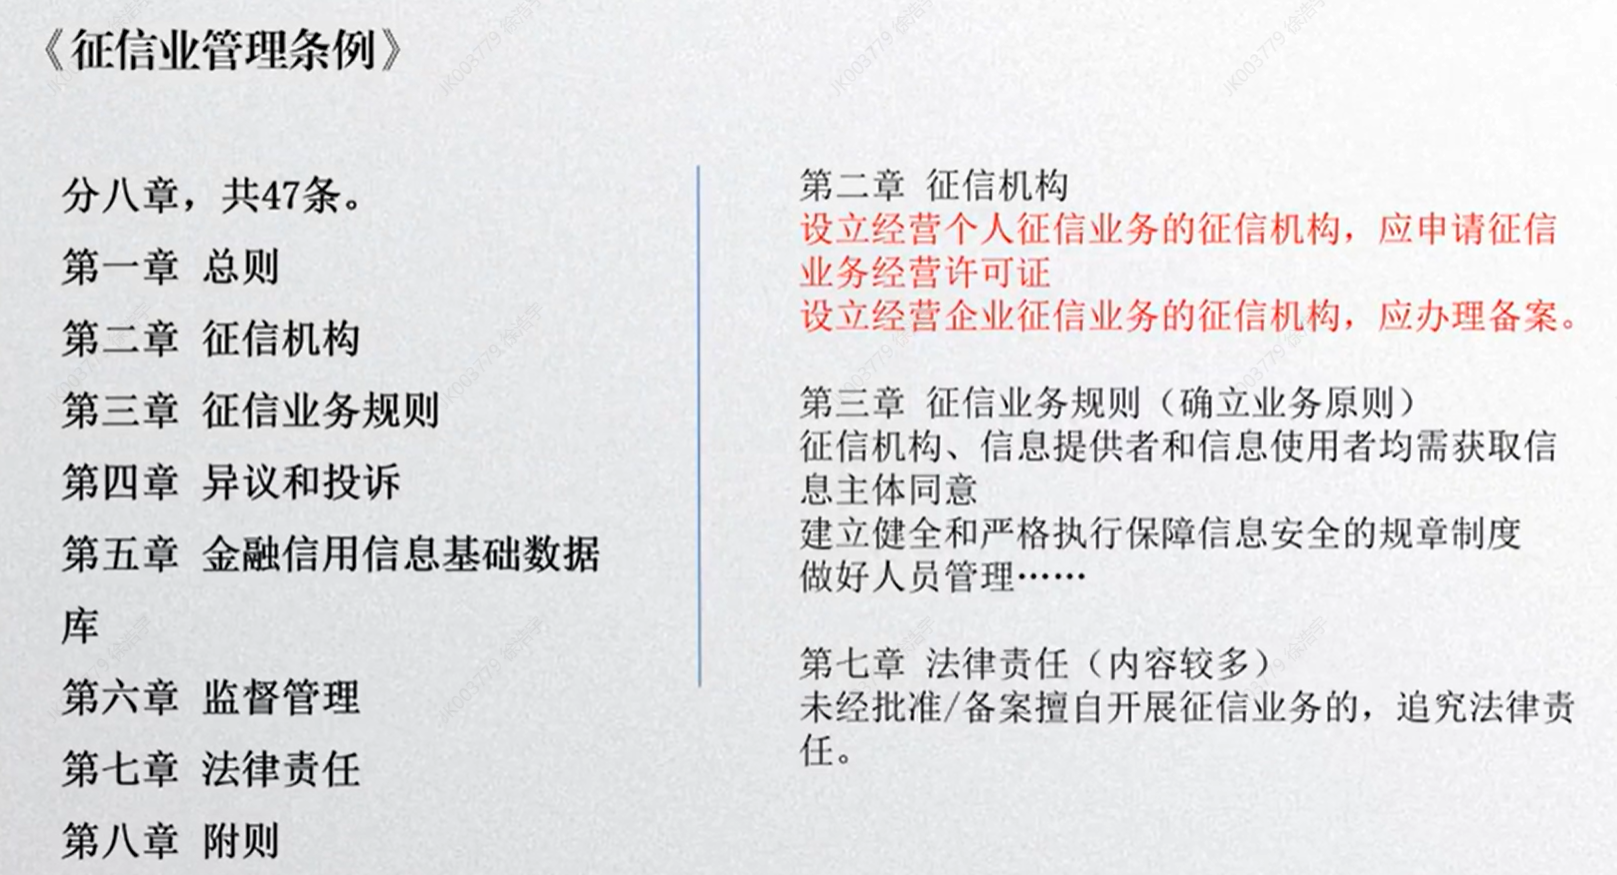 《征信业管理条例》
分八章，共47条。
第一章 总则
第二章 征信机构
第三章 征信业务规则
第四章 异议和投诉
第五章 金融信用信息基础数据
库
第六章 监督管理
第七章 法律责任
第八章 附则
第二章 征信机构
设立经营个人征信业务的征信机构，应申请征信
业务经营许可证
设立经营企业征信业务的征信机构，应办理备案。
第三章 征信业务规则（确立业务原则）
征信机构、信息提供者和信息使用者均需获取信
息主体同意
建立健全和严格执行保障信息安全的规章制度
做好人员管理……
第七章 法律责任（内容较多）
未经批准/备案擅自开展征信业务的，追究法律责
任。